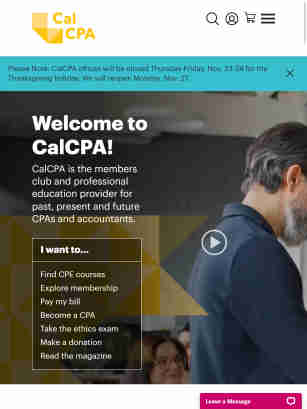 Cal
CPA
Please Note: CalCPA offices will be closed Thursday-Friday, Nov. 23-24 for the
Thanksgiving holiday. We will reopen Monday, Nov. 27.
Welcome to
CalCPA!
CalCPA is the members
club and professional
education provider for
past, present and future
CPAs and accountants.
I want to...
Find CPE courses
Explore membership
Pay my bill
Become a CPA
Take the ethics exam
Make a donation
Read the magazine
Leave a Message